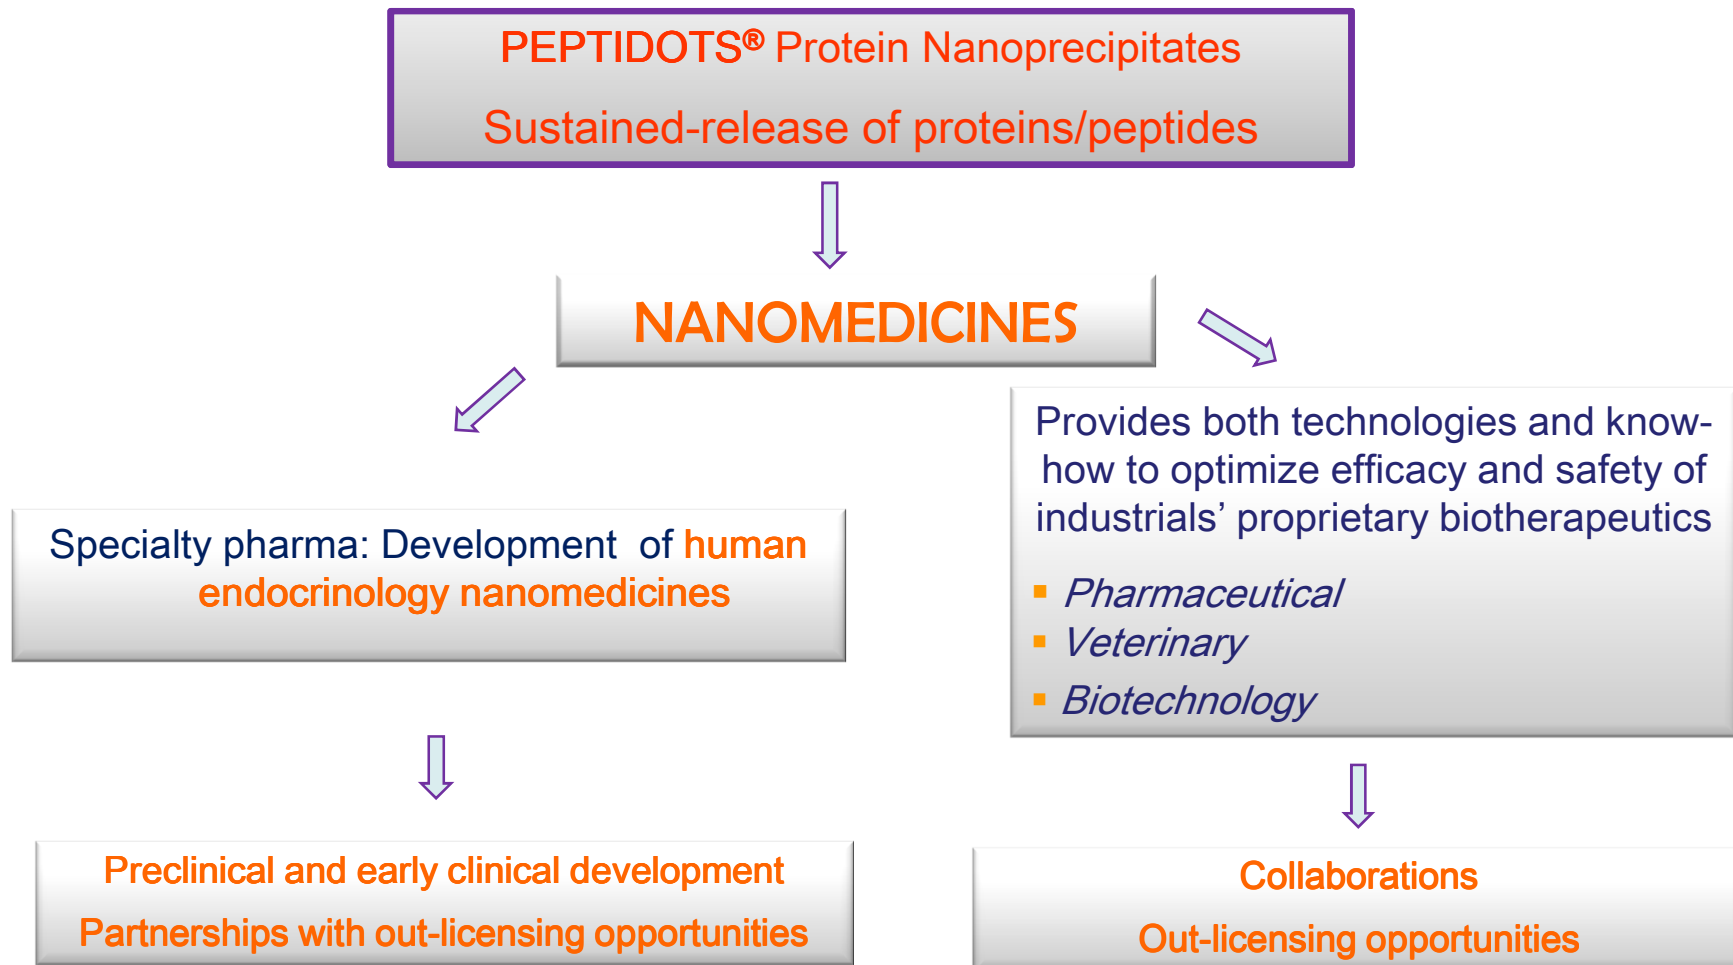 PEPTIDOTS® Protein Nanoprecipitates
Sustained-release of proteins/peptides
NANOMEDICINES
Specialty pharma: Development of human
endocrinology nanomedicines
Preclinical and early clinical development
Partnerships with out-licensing opportunities
Provides both technologies and know-
how to optimize efficacy and safety of
industrials’ proprietary biotherapeutics
▪ Pharmaceutical
▪ Veterinary
▪ Biotechnology
Collaborations
Out-licensing opportunities